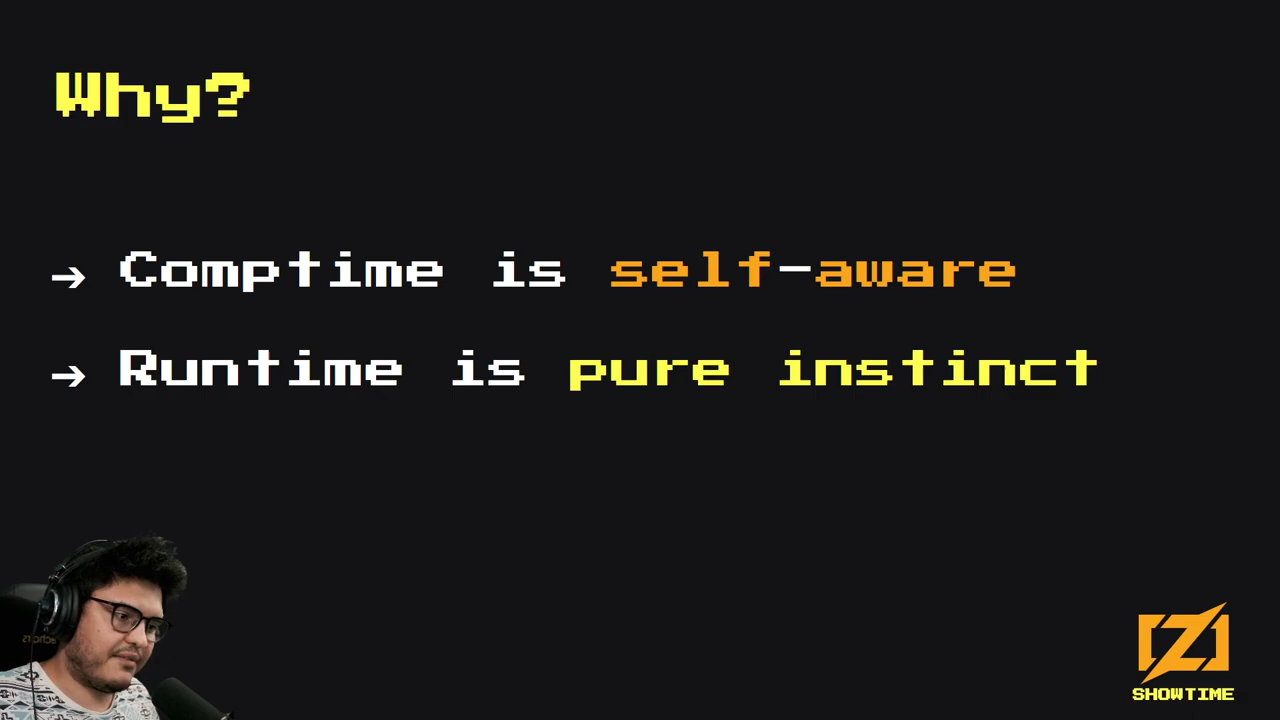 Why?
→ Comptime is self-aware
→ Runtime is pure instinct
SHOWTIME